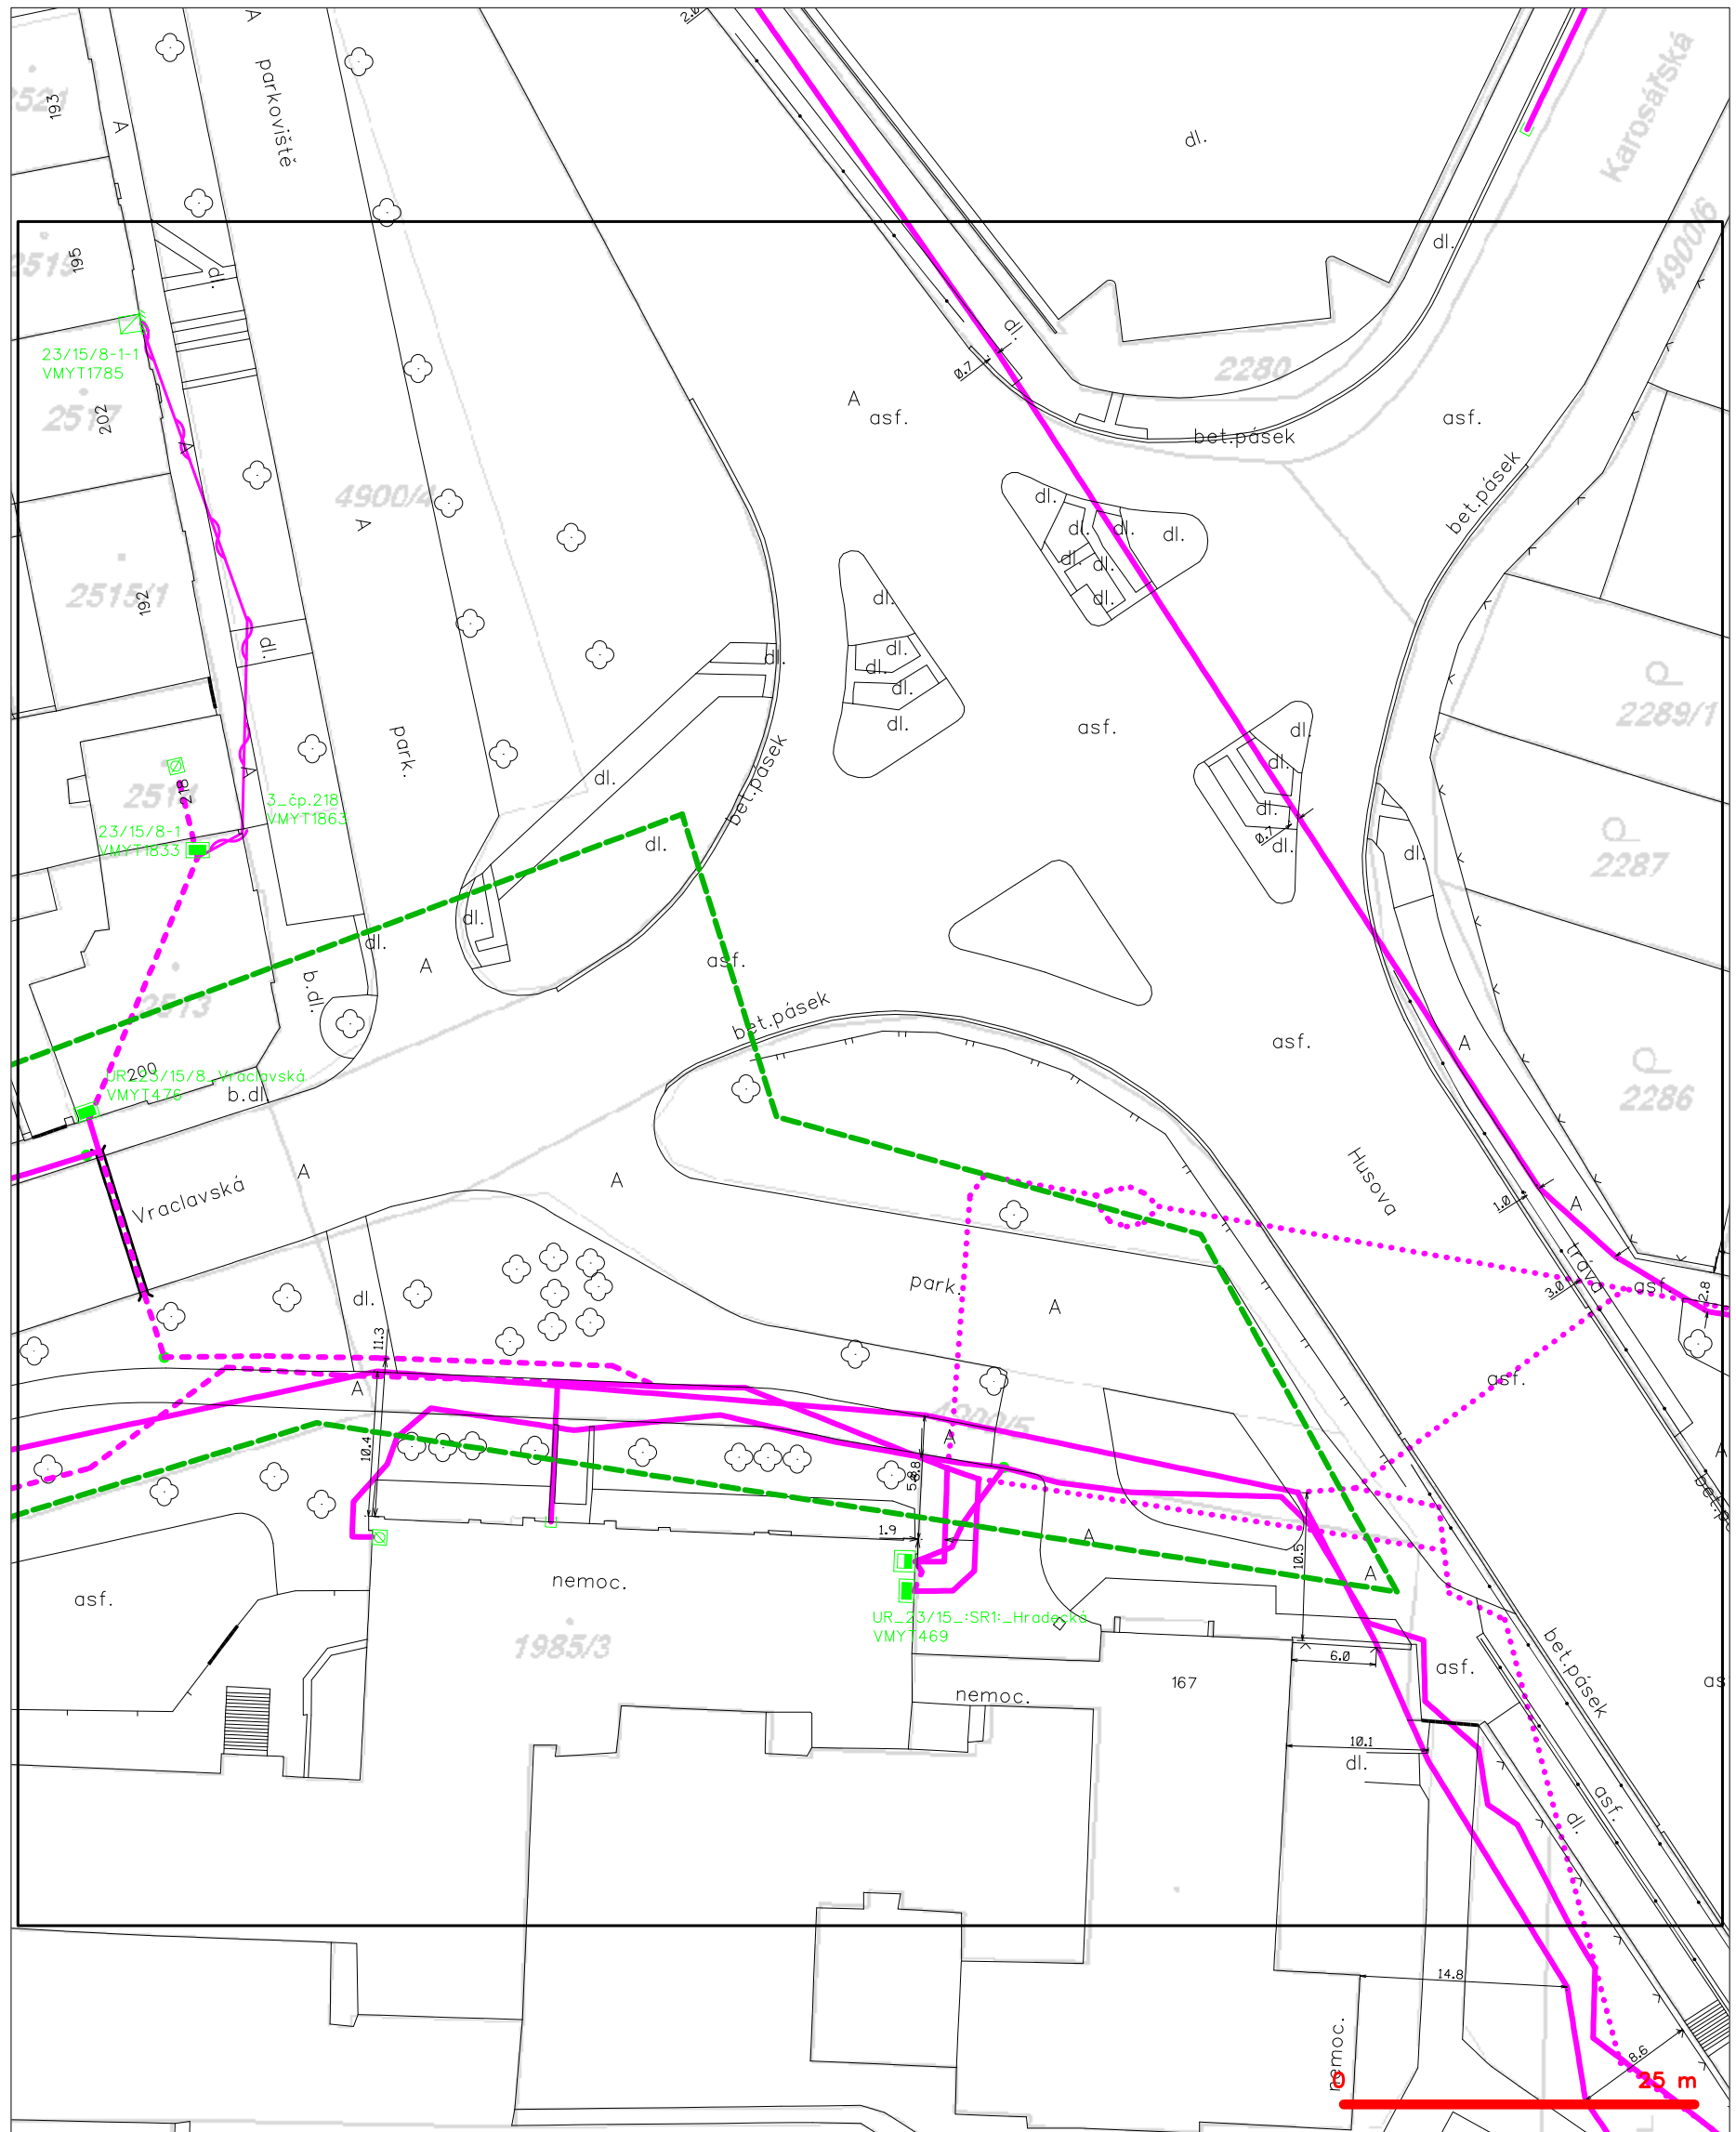 2.0
A
parkoviště
193
A
dl.
Karosářská
4900/6
195
dl.
dl.
23/15/8-1-1
VMYT1785
dl.
0.7
2280
2517
202
A
A
asf.
asf.
bet.pásek
4900/4
A
bet.pásek
dl.
dl.
dl.
dl.
dl.
dl.
dl.
2515/1
192
dl.
dl.
dl.
dl.
dl.
dl.
dl.
2289/1
asf.
dl.
park.
bet.pásek
dl.
dl.
A
218
3_čp.218
VMYT1863
23/15/8-1
VMYT1833
dl.
0.7
dl.
dl.
dl.
2287
dl.
dl.
A
asf.
b.dl.
2513
bet.pásek
asf.
A
200
UR_23/15/8_Vraclavská
VMYT476
b.dl.
2286
A
A
Vraclavská
Husova
1.0
A
tráva
3.0
asf.
2.8
park.
A
dl.
11.3
A
asf.
4900/5
A
A
10.4
5.8
1.9
A
10.5
A
asf.
nemoc.
UR_23/15_:SR1:_Hradecká
VMYT469
1985/3
bet.pásek
6.0
asf.
167
nemoc.
10.1
dl.
asf.
dl.
14.8
8.6
nemoc.
0
25 m